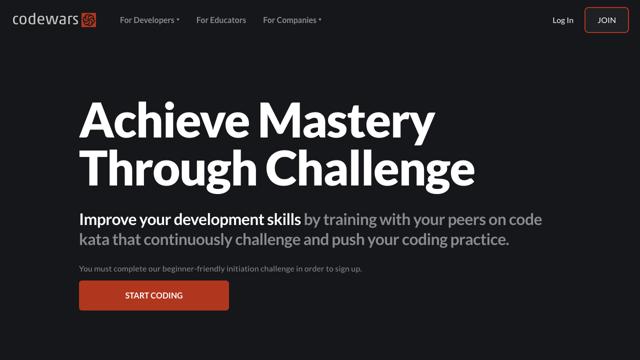 codewars
For Developers
For Educators
For Companies
Log In
JOIN
Achieve Mastery
Through Challenge
Improve your development skills by training with your peers on code
kata that continuously challenge and push your coding practice.
You must complete our beginner-friendly initiation challenge in order to sign up.
START CODING